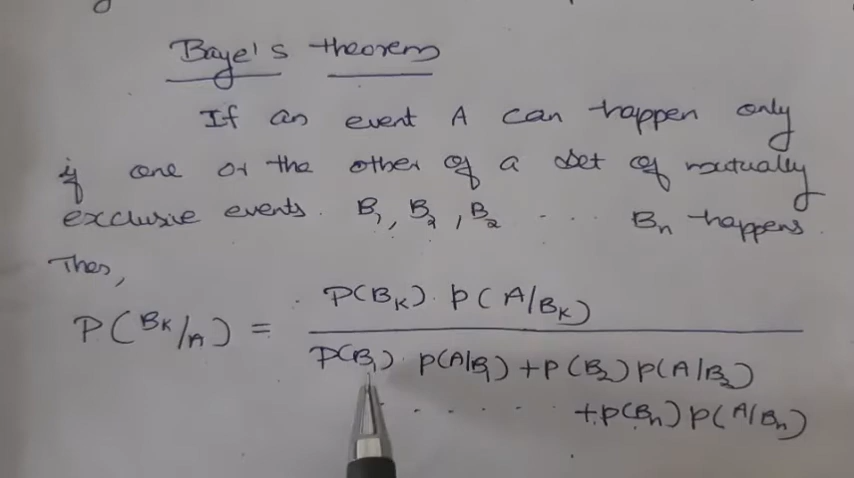 Baye's theorem
If an event A can happen only
if one or the other of a set of mutually
exclusive events. B₁, B₂, B₂ . . . . Bn happens.
Then,
P(Bk/A) = P(Bk). P(A/Bk)
P(B₁). P(A/B₁) + P(B₂) P(A/B₂)
. . . . . + P(Bn) P(A/Bn)